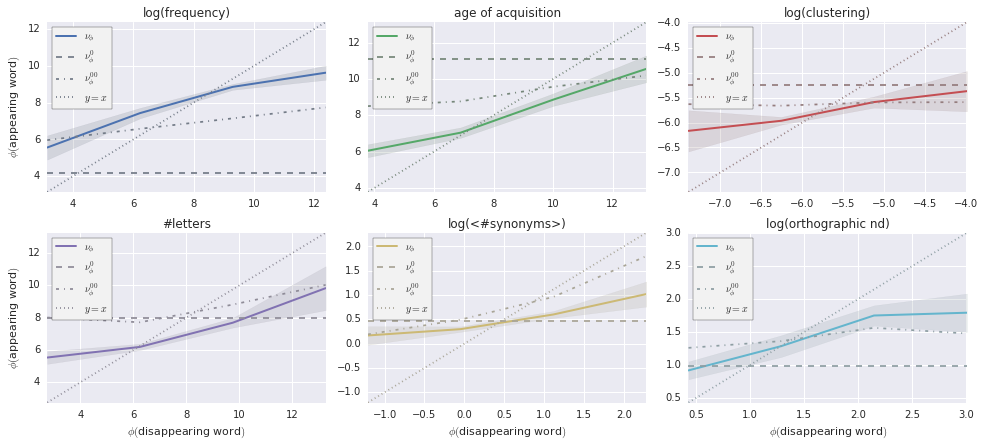 log(frequency)
12
10
8
6
4
ϕ(appearing word)
ν_ϕ
ν_ϕ^0
ν_ϕ^00
y = x
4 6 8 10 12
age of acquisition
12
10
8
6
4
ν_ϕ
ν_ϕ^0
ν_ϕ^00
y = x
4 6 8 10 12
log(clustering)
−4.0
−4.5
−5.0
−5.5
−6.0
−6.5
−7.0
ν_ϕ
ν_ϕ^0
ν_ϕ^00
y = x
−7.0 −6.5 −6.0 −5.5 −5.0 −4.5 −4.0
#letters
12
10
8
6
4
ϕ(appearing word)
ν_ϕ
ν_ϕ^0
ν_ϕ^00
y = x
4 6 8 10 12
ϕ(disappearing word)
log(<#synonyms>)
2.0
1.5
1.0
0.5
0.0
−0.5
−1.0
ν_ϕ
ν_ϕ^0
ν_ϕ^00
y = x
−1.0 −0.5 0.0 0.5 1.0 1.5 2.0
ϕ(disappearing word)
log(orthographic nd)
3.0
2.5
2.0
1.5
1.0
0.5
ν_ϕ
ν_ϕ^0
ν_ϕ^00
y = x
0.5 1.0 1.5 2.0 2.5 3.0
ϕ(disappearing word)